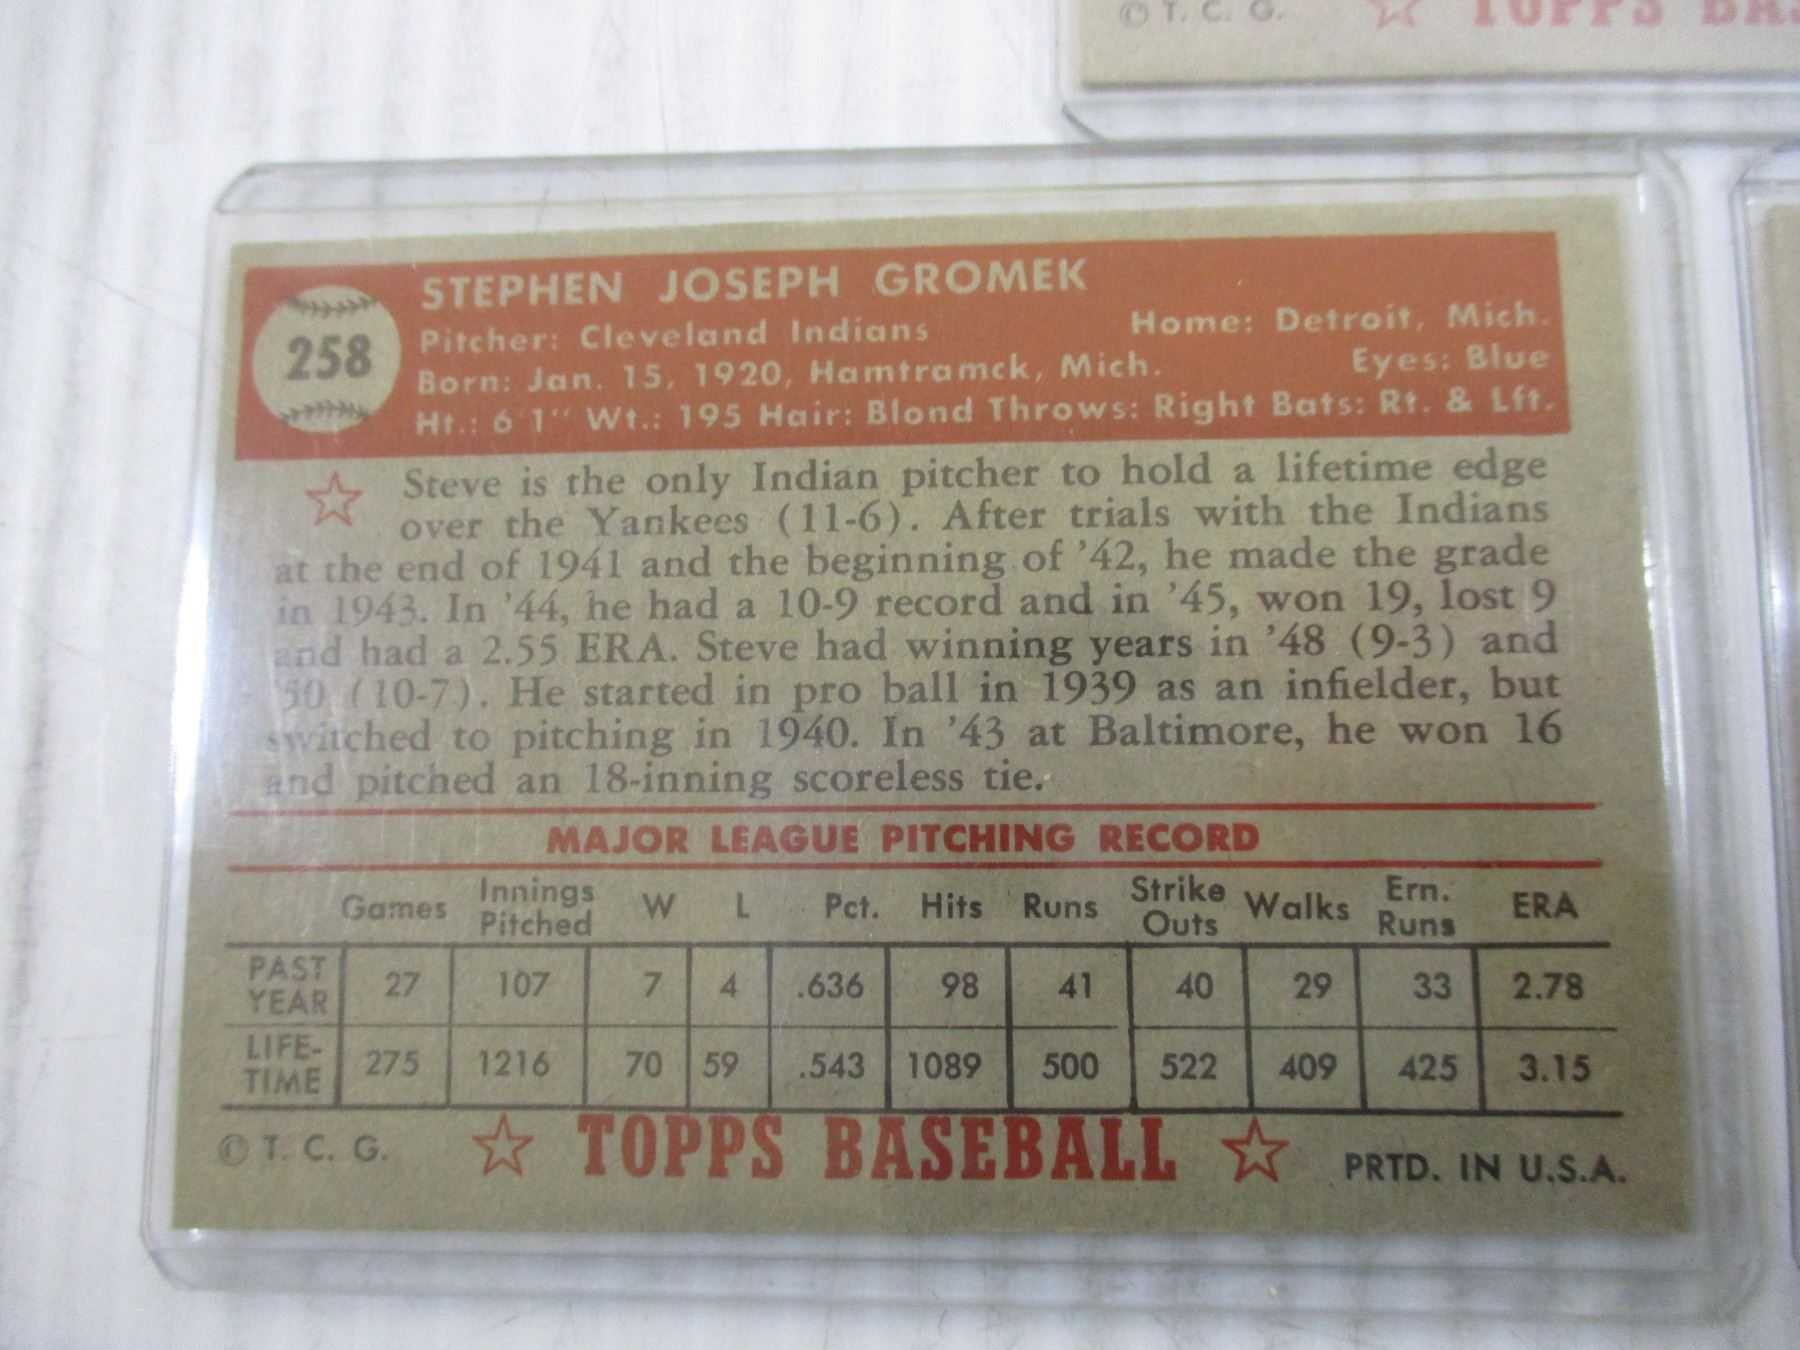 © T. C. G. TOPPS
258
STEPHEN JOSEPH GROMEK
Pitcher: Cleveland Indians Home: Detroit, Mich.
Born: Jan. 15, 1920, Hamtramck, Mich. Eyes: Blue
Ht.: 6'1" Wt.: 195 Hair: Blond Throws: Right Bats: Rt. & Lft.
Steve is the only Indian pitcher to hold a lifetime edge
over the Yankees (11-6). After trials with the Indians
at the end of 1941 and the beginning of '42, he made the grade
in 1943. In '44, he had a 10-9 record and in '45, won 19, lost 9
and had a 2.55 ERA. Steve had winning years in '48 (9-3) and
'50 (10-7). He started in pro ball in 1939 as an infielder, but
switched to pitching in 1940. In '43 at Baltimore, he won 16
and pitched an 18-inning scoreless tie.
MAJOR LEAGUE PITCHING RECORD
Games Innings Pitched W L Pct. Hits Runs Strike Outs Walks Ern. Runs ERA
PAST YEAR 27 107 7 4 .636 98 41 40 29 33 2.78
LIFE-TIME 275 1216 70 59 .543 1089 500 522 409 425 3.15
© T. C. G. TOPPS BASEBALL PRTD. IN U.S.A.